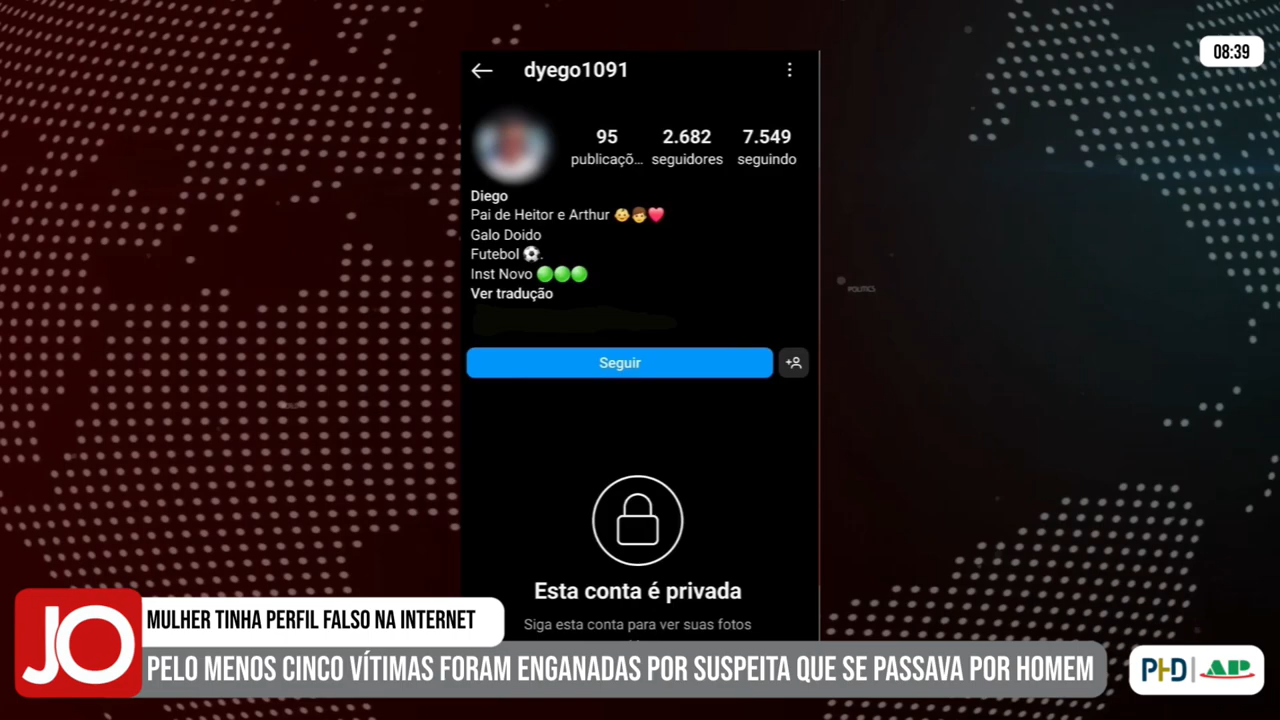 dyego1091
08:39
95 2.682 7.549
publicaçõ... seguidores seguindo
Diego
Pai de Heitor e Arthur 👶👦❤️
Galo Doido
Futebol ⚽.
Inst Novo 🟢🟢🟢
Ver tradução
POLITICS
Seguir
Esta conta é privada
Siga esta conta para ver suas fotos
JO
MULHER TINHA PERFIL FALSO NA INTERNET
PELO MENOS CINCO VÍTIMAS FORAM ENGANADAS POR SUSPEITA QUE SE PASSAVA POR HOMEM
PHD | AP